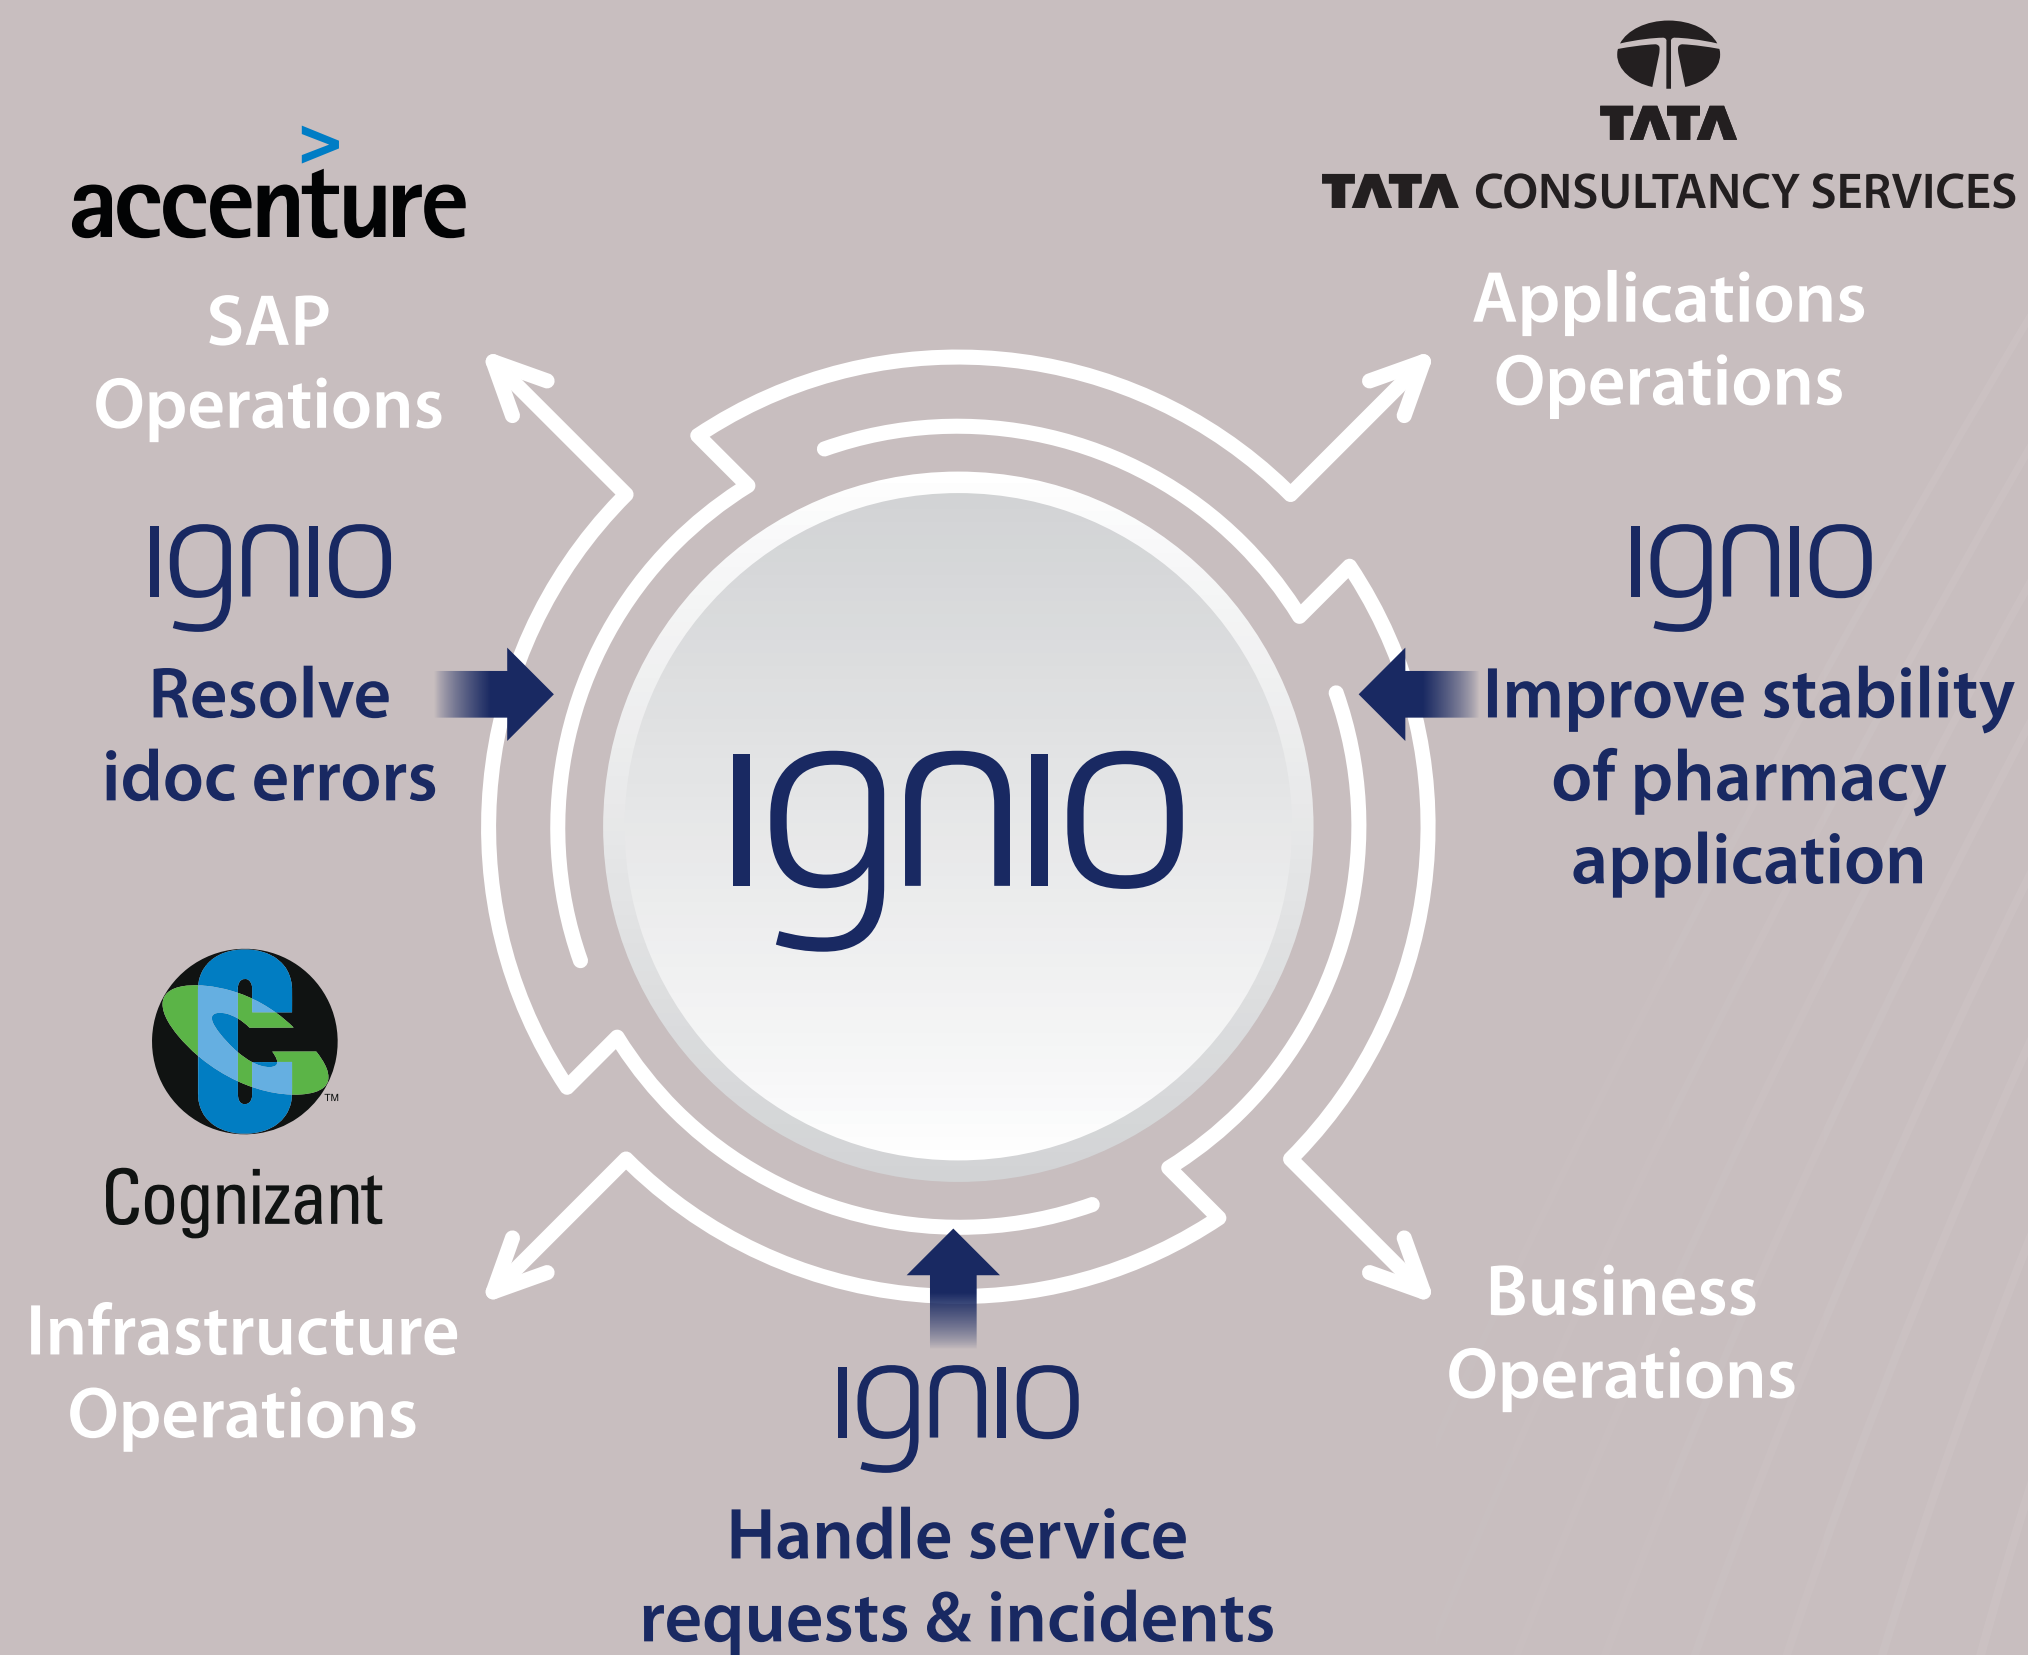 TATA
TATA CONSULTANCY SERVICES
>
accenture
SAP
Operations
Applications
Operations
ignio
Resolve
idoc errors
ignio
Improve stability
of pharmacy
application
ignio
TM
Cognizant
Infrastructure
Operations
Business
Operations
ignio
Handle service
requests & incidents